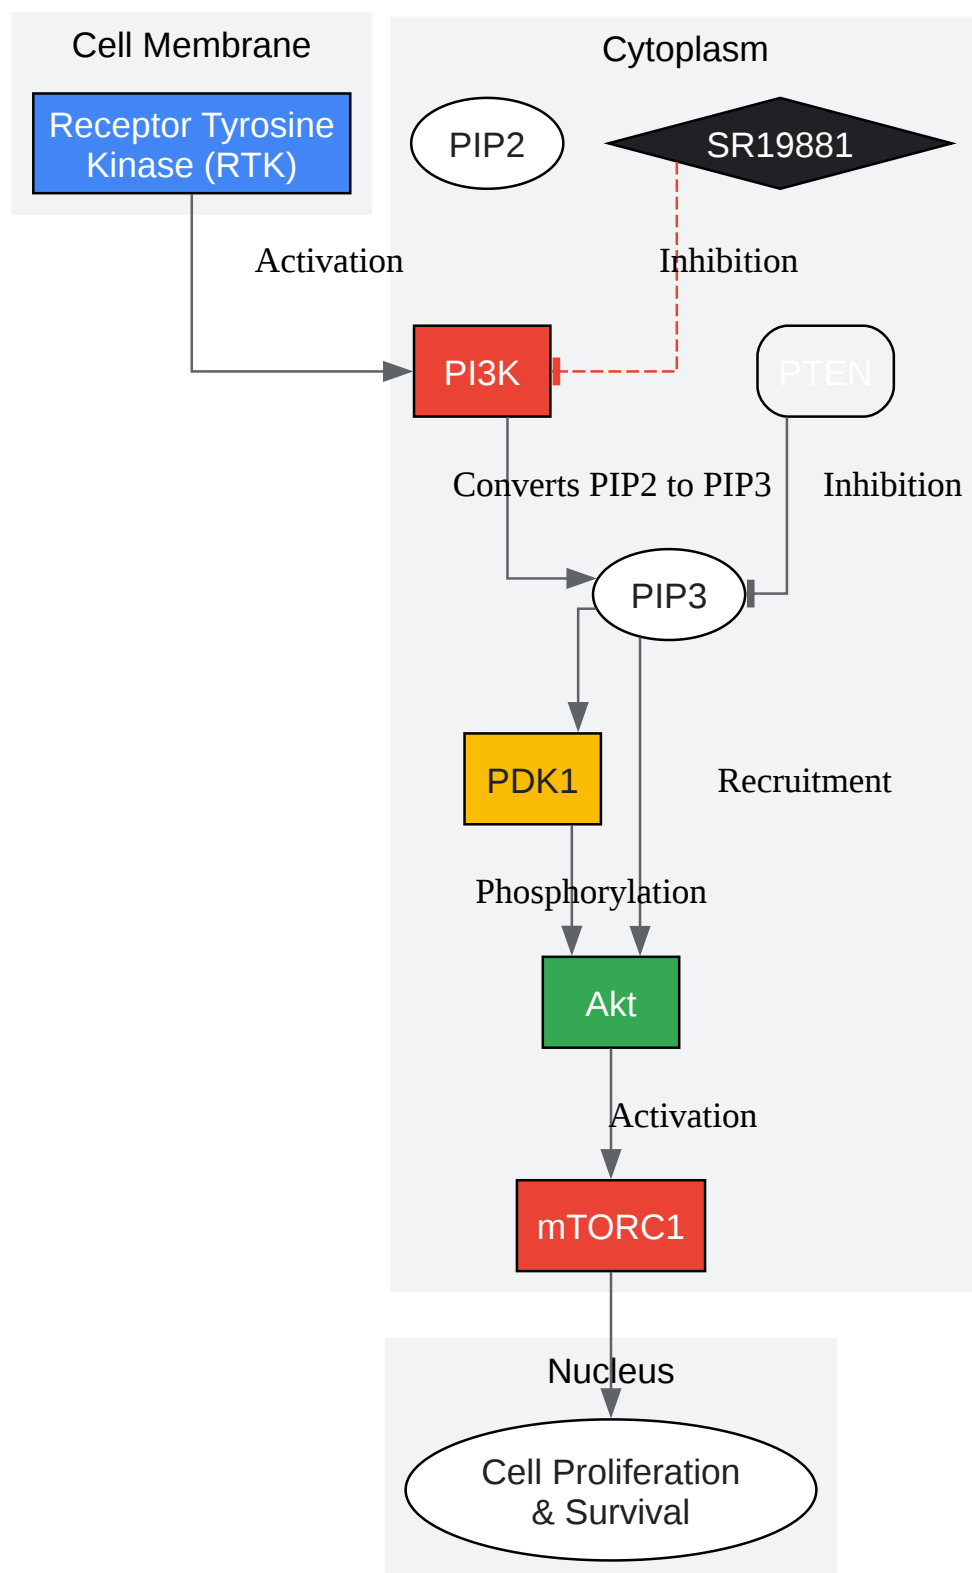 Cell Membrane
Cytoplasm
Receptor Tyrosine
Kinase (RTK)
PIP2
SR19881
Activation
Inhibition
PI3K
PTEN
Converts PIP2 to PIP3
Inhibition
PIP3
PDK1
Recruitment
Phosphorylation
Akt
Activation
mTORC1
Nucleus
Cell Proliferation
& Survival